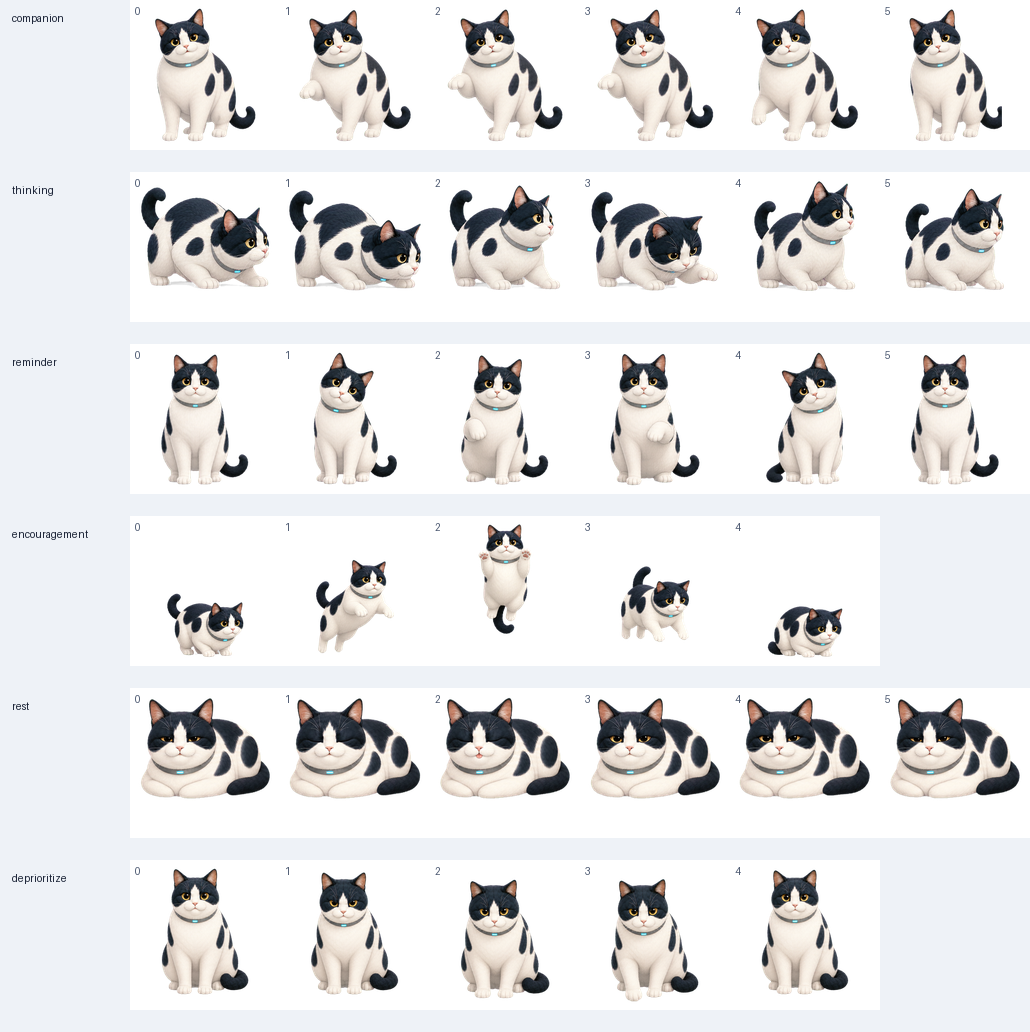 companion 0 1 2 3 4 5
thinking 0 1 2 3 4 5
reminder 0 1 2 3 4 5
encouragement 0 1 2 3 4
rest 0 1 2 3 4 5
deprioritize 0 1 2 3 4